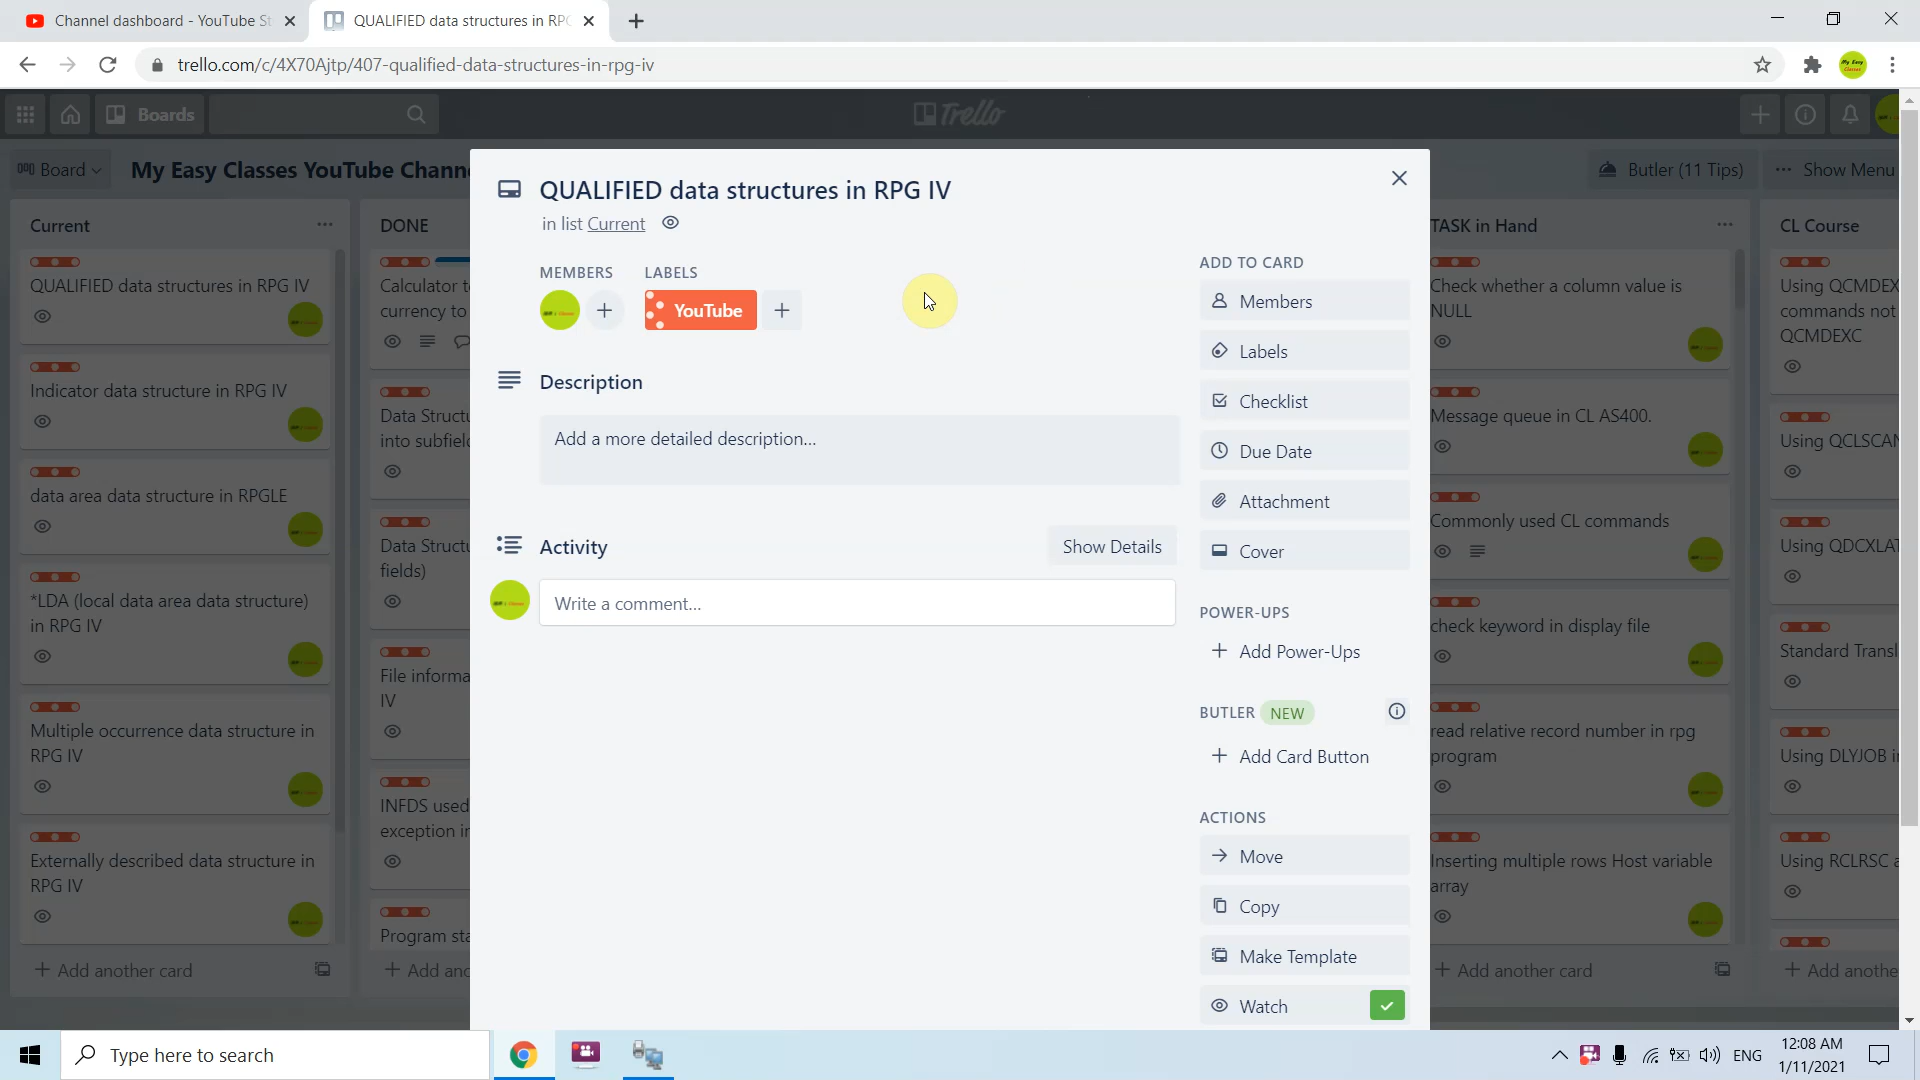 Channel dashboard - YouTube St
QUALIFIED data structures in RPG
trello.com/c/4X70Ajtp/407-qualified-data-structures-in-rpg-iv
Boards
Trello
Board
My Easy Classes YouTube Chann
Butler (11 Tips)
Show Menu
Current
QUALIFIED data structures in RPG IV
Indicator data structure in RPG IV
data area data structure in RPGLE
*LDA (local data area data structure)
in RPG IV
Multiple occurrence data structure in
RPG IV
Externally described data structure in
RPG IV
Add another card
DONE
Calculator t
currency to
Data Structu
into subfield
Data Structu
fields)
File informa
IV
INFDS used
exception in
Program sta
Add ano
QUALIFIED data structures in RPG IV
in list Current
MEMBERS
LABELS
YouTube
Description
Add a more detailed description...
Activity
Show Details
Write a comment...
ADD TO CARD
Members
Labels
Checklist
Due Date
Attachment
Cover
POWER-UPS
Add Power-Ups
BUTLER NEW
Add Card Button
ACTIONS
Move
Copy
Make Template
Watch
TASK in Hand
Check whether a column value is
NULL
Message queue in CL AS400.
Commonly used CL commands
check keyword in display file
read relative record number in rpg
program
Inserting multiple rows Host variable
array
Add another card
CL Course
Using QCMDEX
commands not
QCMDEXC
Using QCLSCAN
Using QDCXLAT
Standard Transl
Using DLYJOB i
Using RCLRSC a
Add anothe
Type here to search
ENG
12:08 AM
1/11/2021